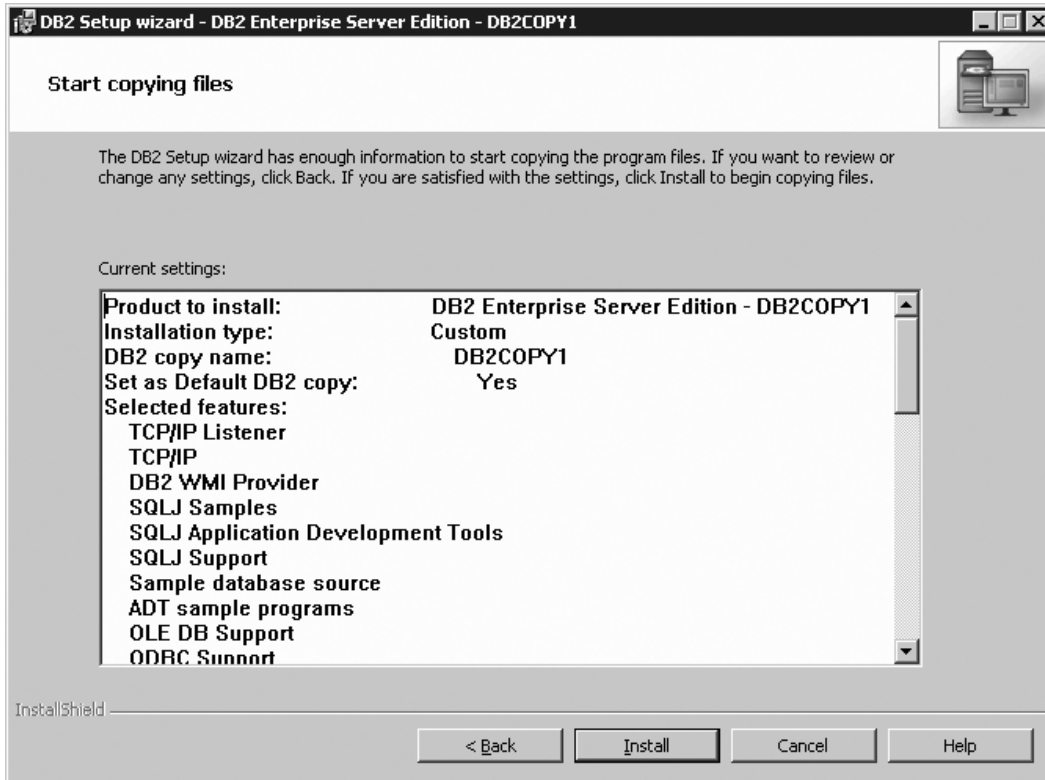 DB2 Setup wizard - DB2 Enterprise Server Edition - DB2COPY1
Start copying files
The DB2 Setup wizard has enough information to start copying the program files. If you want to review or
change any settings, click Back. If you are satisfied with the settings, click Install to begin copying files.
Current settings:
Product to install: DB2 Enterprise Server Edition - DB2COPY1
Installation type: Custom
DB2 copy name: DB2COPY1
Set as Default DB2 copy: Yes
Selected features:
TCP/IP Listener
TCP/IP
DB2 WMI Provider
SQLJ Samples
SQLJ Application Development Tools
SQLJ Support
Sample database source
ADT sample programs
OLE DB Support
ODBC Support
InstallShield
< Back Install Cancel Help